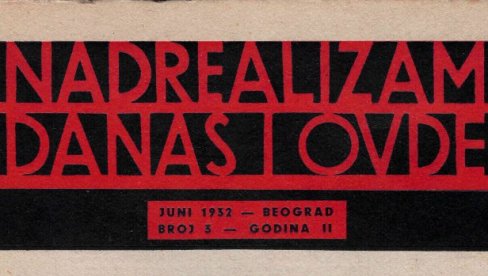 NADREALIZAM
DANAS I OVDE
JUNI 1932 — BEOGRAD
BROJ 3 — GODINA II